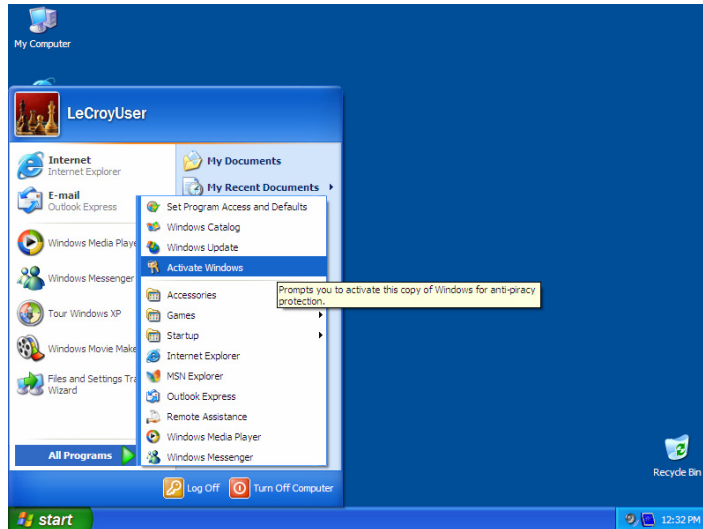 My Computer
LeCroyUser
Internet
Internet Explorer
E-mail
Outlook Express
Windows Media Playe
Windows Messenger
Tour Windows XP
Windows Movie Make
Files and Settings Tra
Wizard
All Programs
My Documents
My Recent Documents
Set Program Access and Defaults
Windows Catalog
Windows Update
Activate Windows
Prompts you to activate this copy of Windows for anti-piracy
protection.
Accessories
Games
Startup
Internet Explorer
MSN Explorer
Outlook Express
Remote Assistance
Windows Media Player
Windows Messenger
Log Off
Turn Off Computer
Recycle Bin
start
12:32 PM